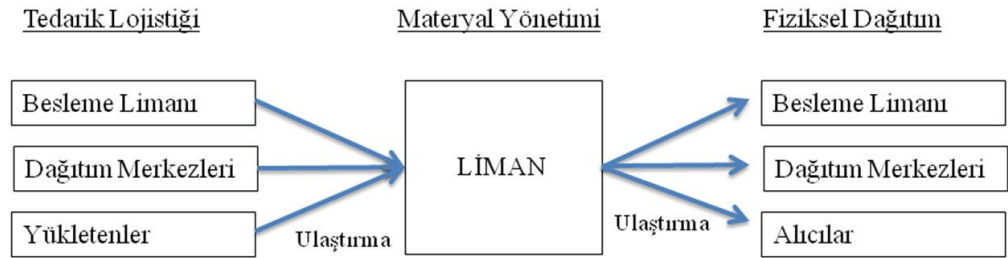 Tedarik Lojistiği
Materyal Yönetimi
Fiziksel Dağıtım
Besleme Limanı
Dağıtım Merkezleri
Yükletenler
Ulaştırma
LİMAN
Ulaştırma
Besleme Limanı
Dağıtım Merkezleri
Alıcılar